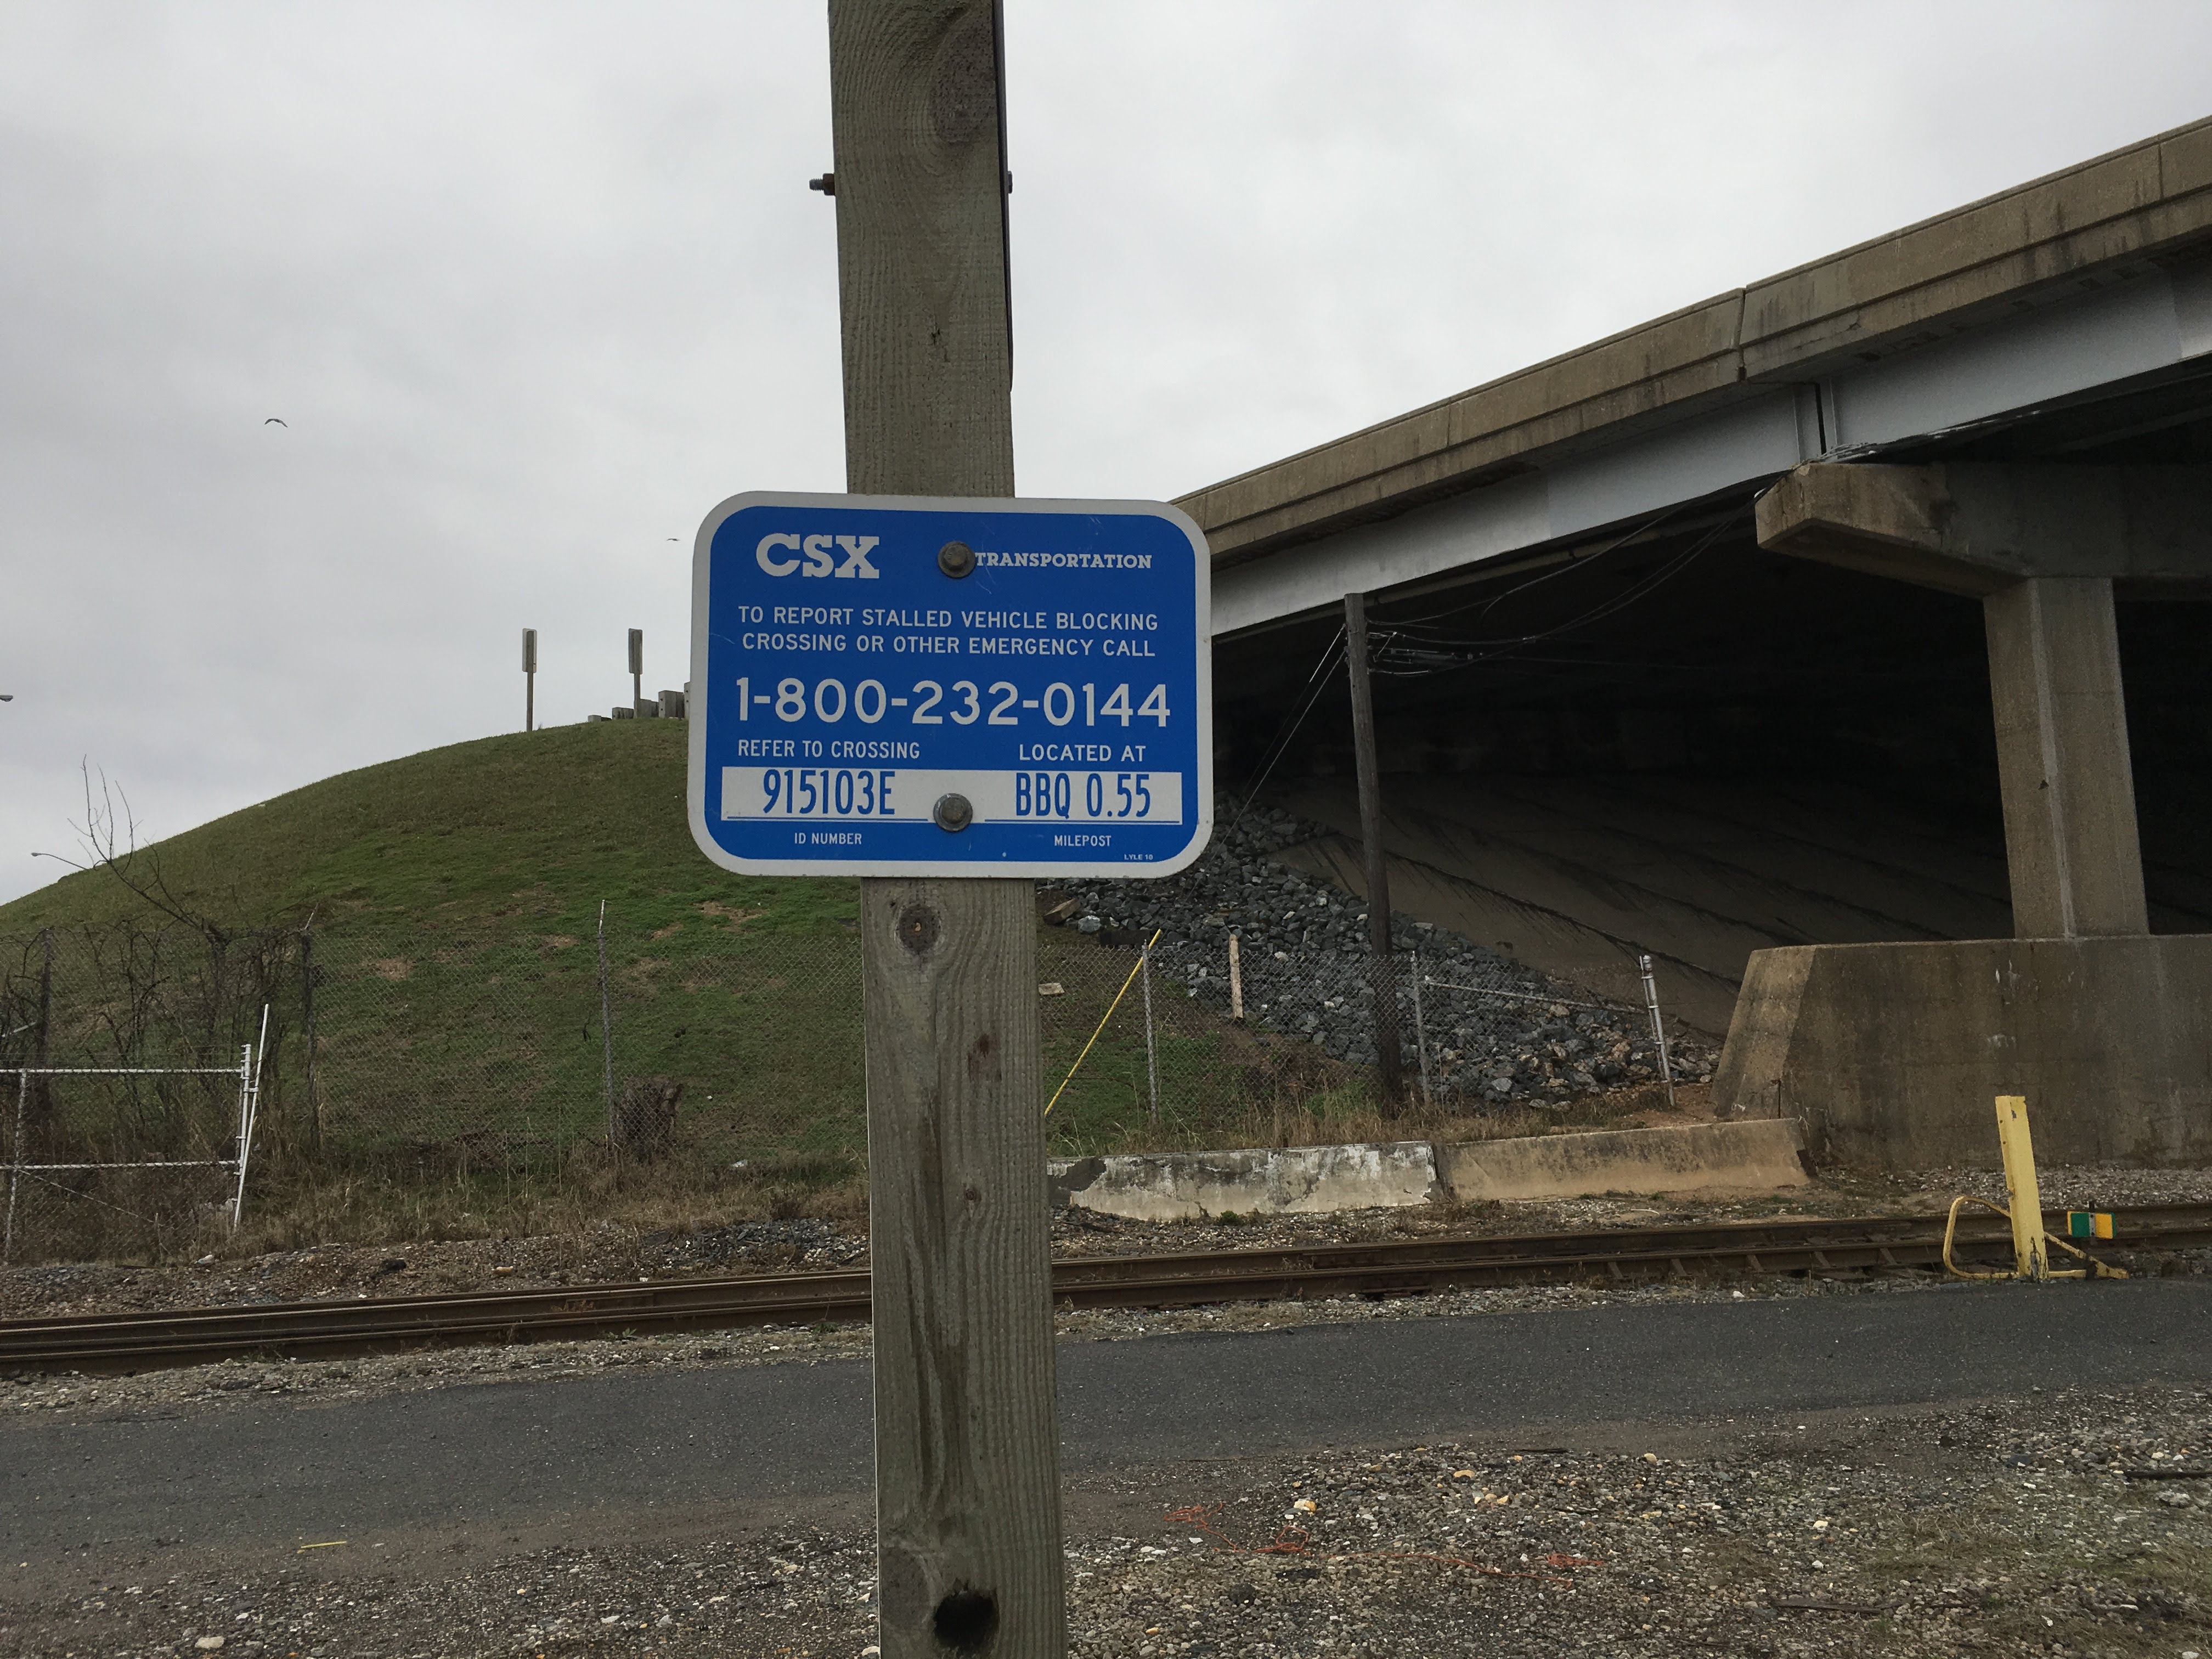 CSX TRANSPORTATION
TO REPORT STALLED VEHICLE BLOCKING
CROSSING OR OTHER EMERGENCY CALL
1-800-232-0144
REFER TO CROSSING LOCATED AT
915103E BBQ 0.55
ID NUMBER MILEPOST
LYLE 10